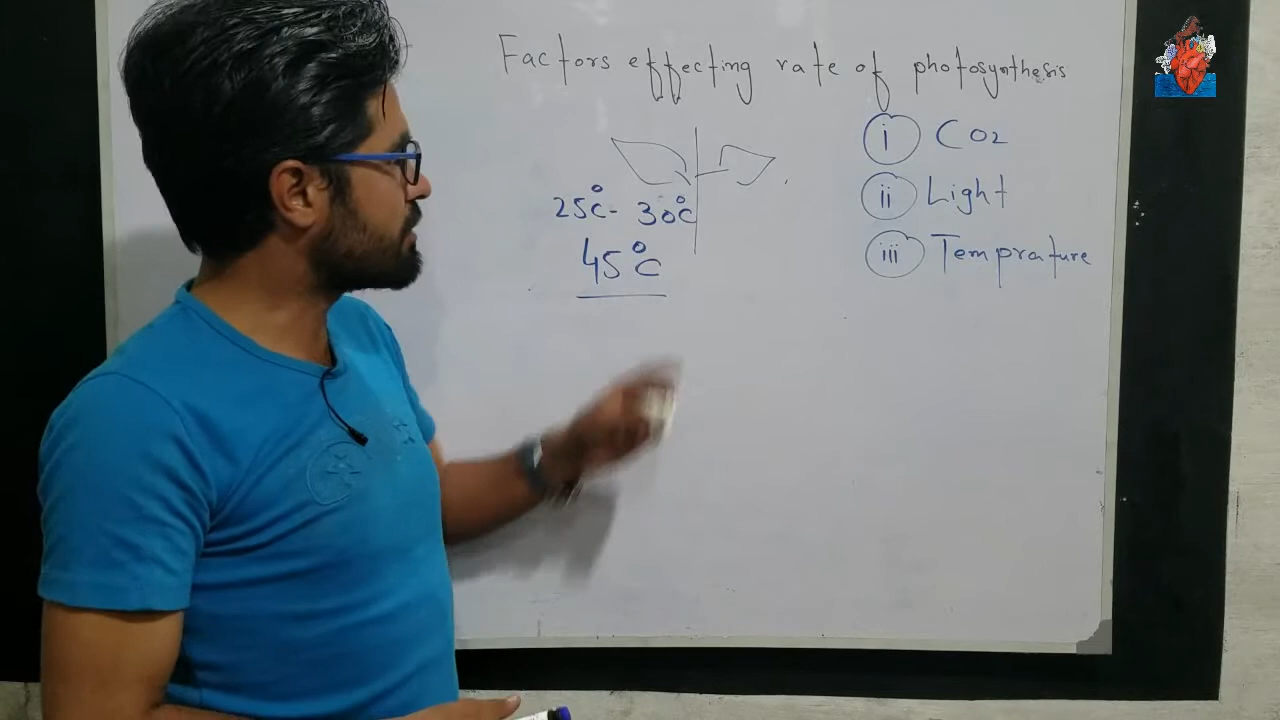 Factors effecting rate of photosynthesis
i CO2
ii Light
iii Temprature
25°C- 30°C
45°C